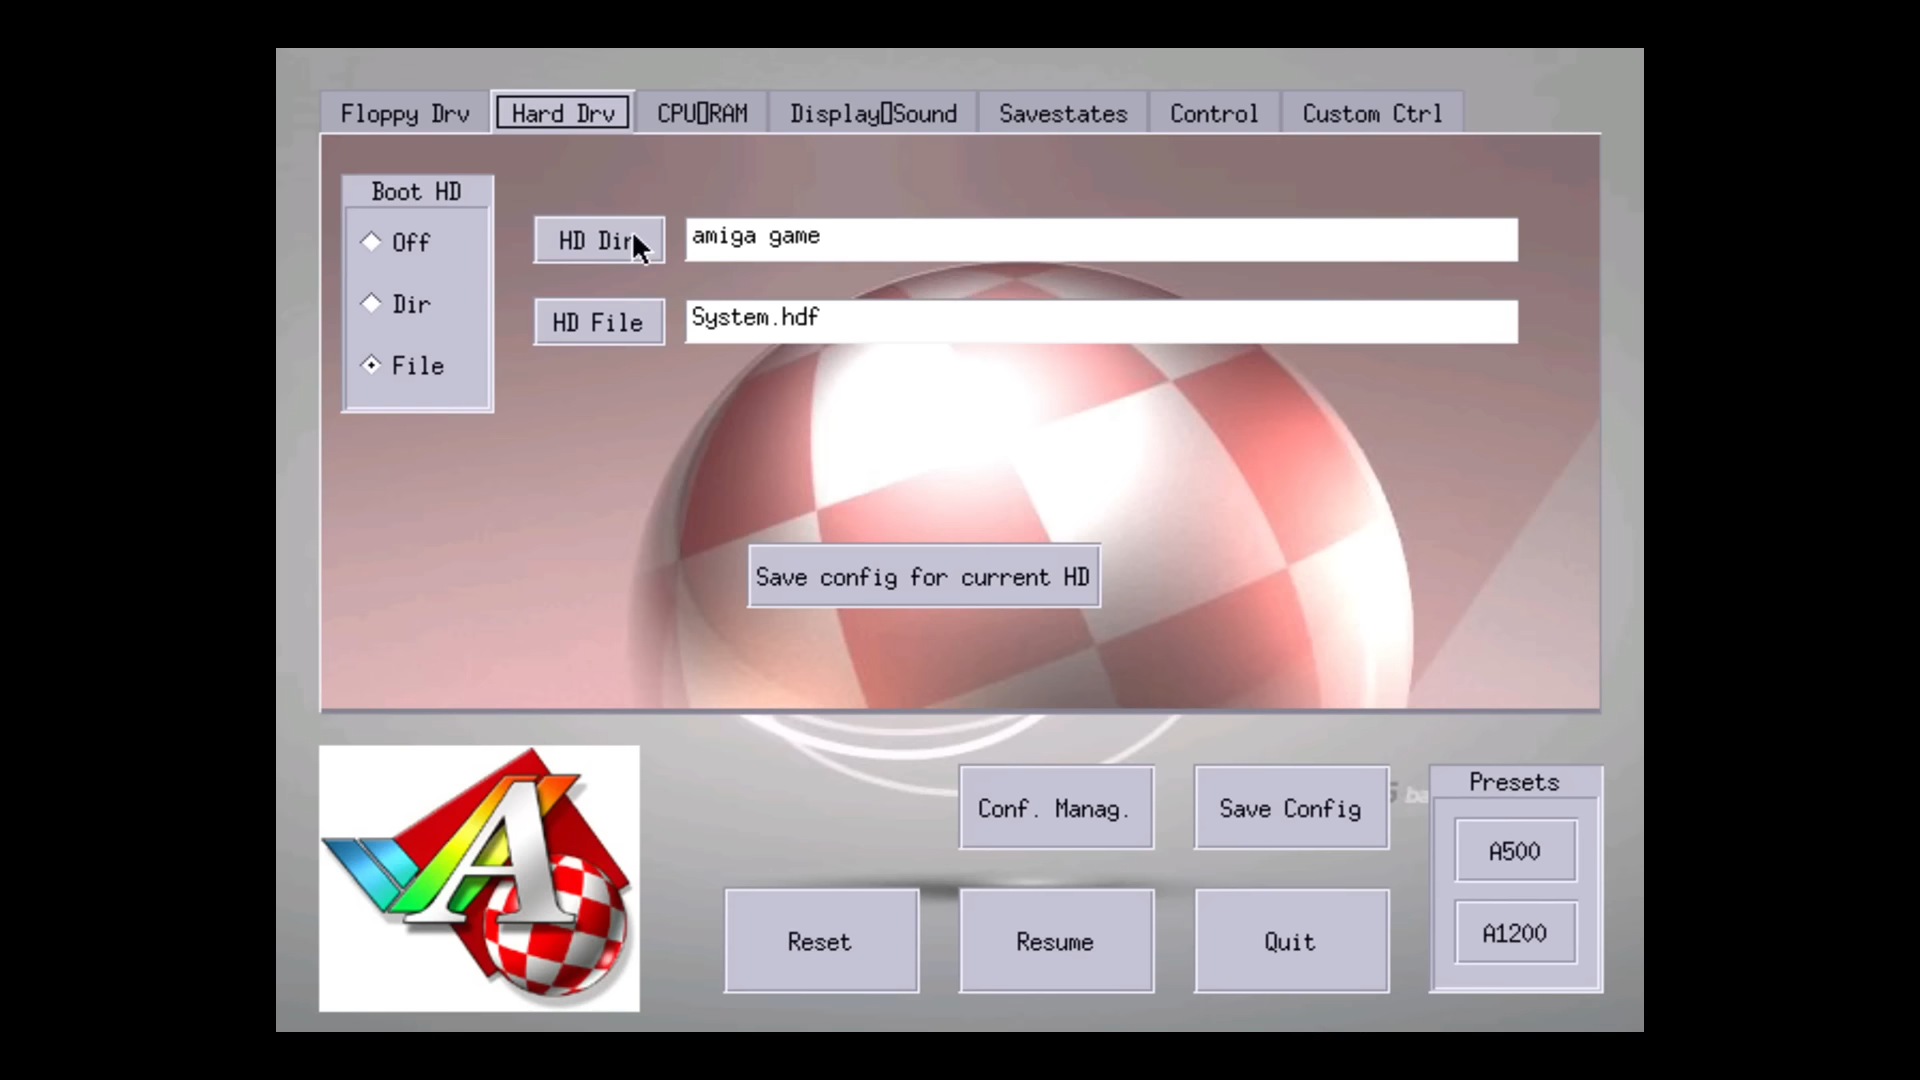 Floppy Drv
Hard Drv
CPU▯RAM
Display▯Sound
Savestates
Control
Custom Ctrl
Boot HD
Off
Dir
File
HD Dir
amiga game
HD File
System.hdf
Save config for current HD
Conf. Manag.
Save Config
Presets
A500
A1200
Reset
Resume
Quit